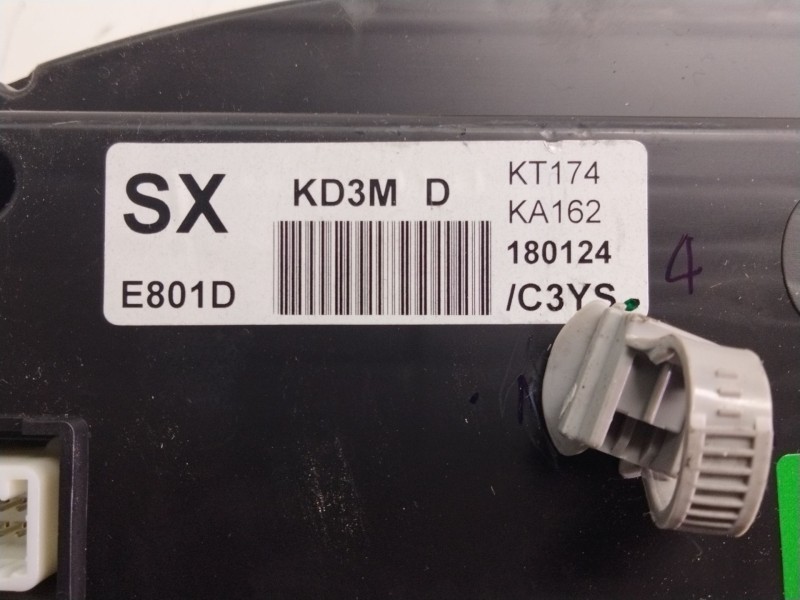 SX
KD3M D
KT174
KA162
180124
E801D
/C3YS
4